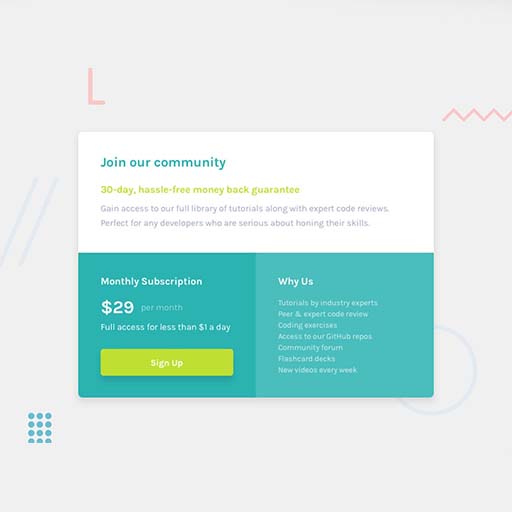 Join our community
30-day, hassle-free money back guarantee
Gain access to our full library of tutorials along with expert code reviews.
Perfect for any developers who are serious about honing their skills.
Monthly Subscription
$29 per month
Full access for less than $1 a day
Sign Up
Why Us
Tutorials by industry experts
Peer & expert code review
Coding exercises
Access to our GitHub repos
Community forum
Flashcard decks
New videos every week